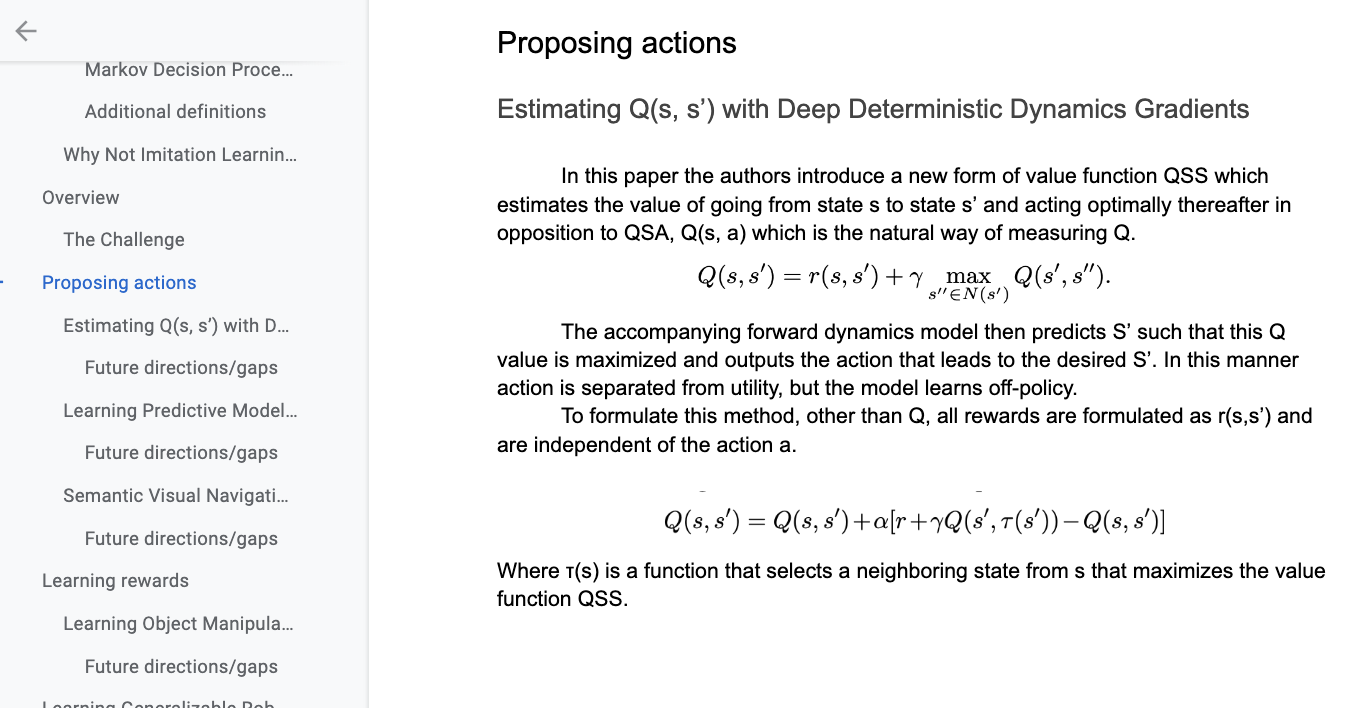 Markov Decision Proce...
Additional definitions
Why Not Imitation Learnin...
Overview
The Challenge
Proposing actions
Estimating Q(s, s’) with D...
Future directions/gaps
Learning Predictive Model...
Future directions/gaps
Semantic Visual Navigati...
Future directions/gaps
Learning rewards
Learning Object Manipula...
Future directions/gaps
Learning Generalizable Rob
Proposing actions
Estimating Q(s, s’) with Deep Deterministic Dynamics Gradients
In this paper the authors introduce a new form of value function QSS which
estimates the value of going from state s to state s’ and acting optimally thereafter in
opposition to QSA, Q(s, a) which is the natural way of measuring Q.
Q(s, s′) = r(s, s′) + γ max_{s″∈N(s′)} Q(s′, s″).
The accompanying forward dynamics model then predicts S’ such that this Q
value is maximized and outputs the action that leads to the desired S’. In this manner
action is separated from utility, but the model learns off-policy.
To formulate this method, other than Q, all rewards are formulated as r(s,s’) and
are independent of the action a.
Q(s, s′) = Q(s, s′)+α[r+γQ(s′, τ(s′))−Q(s, s′)]
Where τ(s) is a function that selects a neighboring state from s that maximizes the value
function QSS.